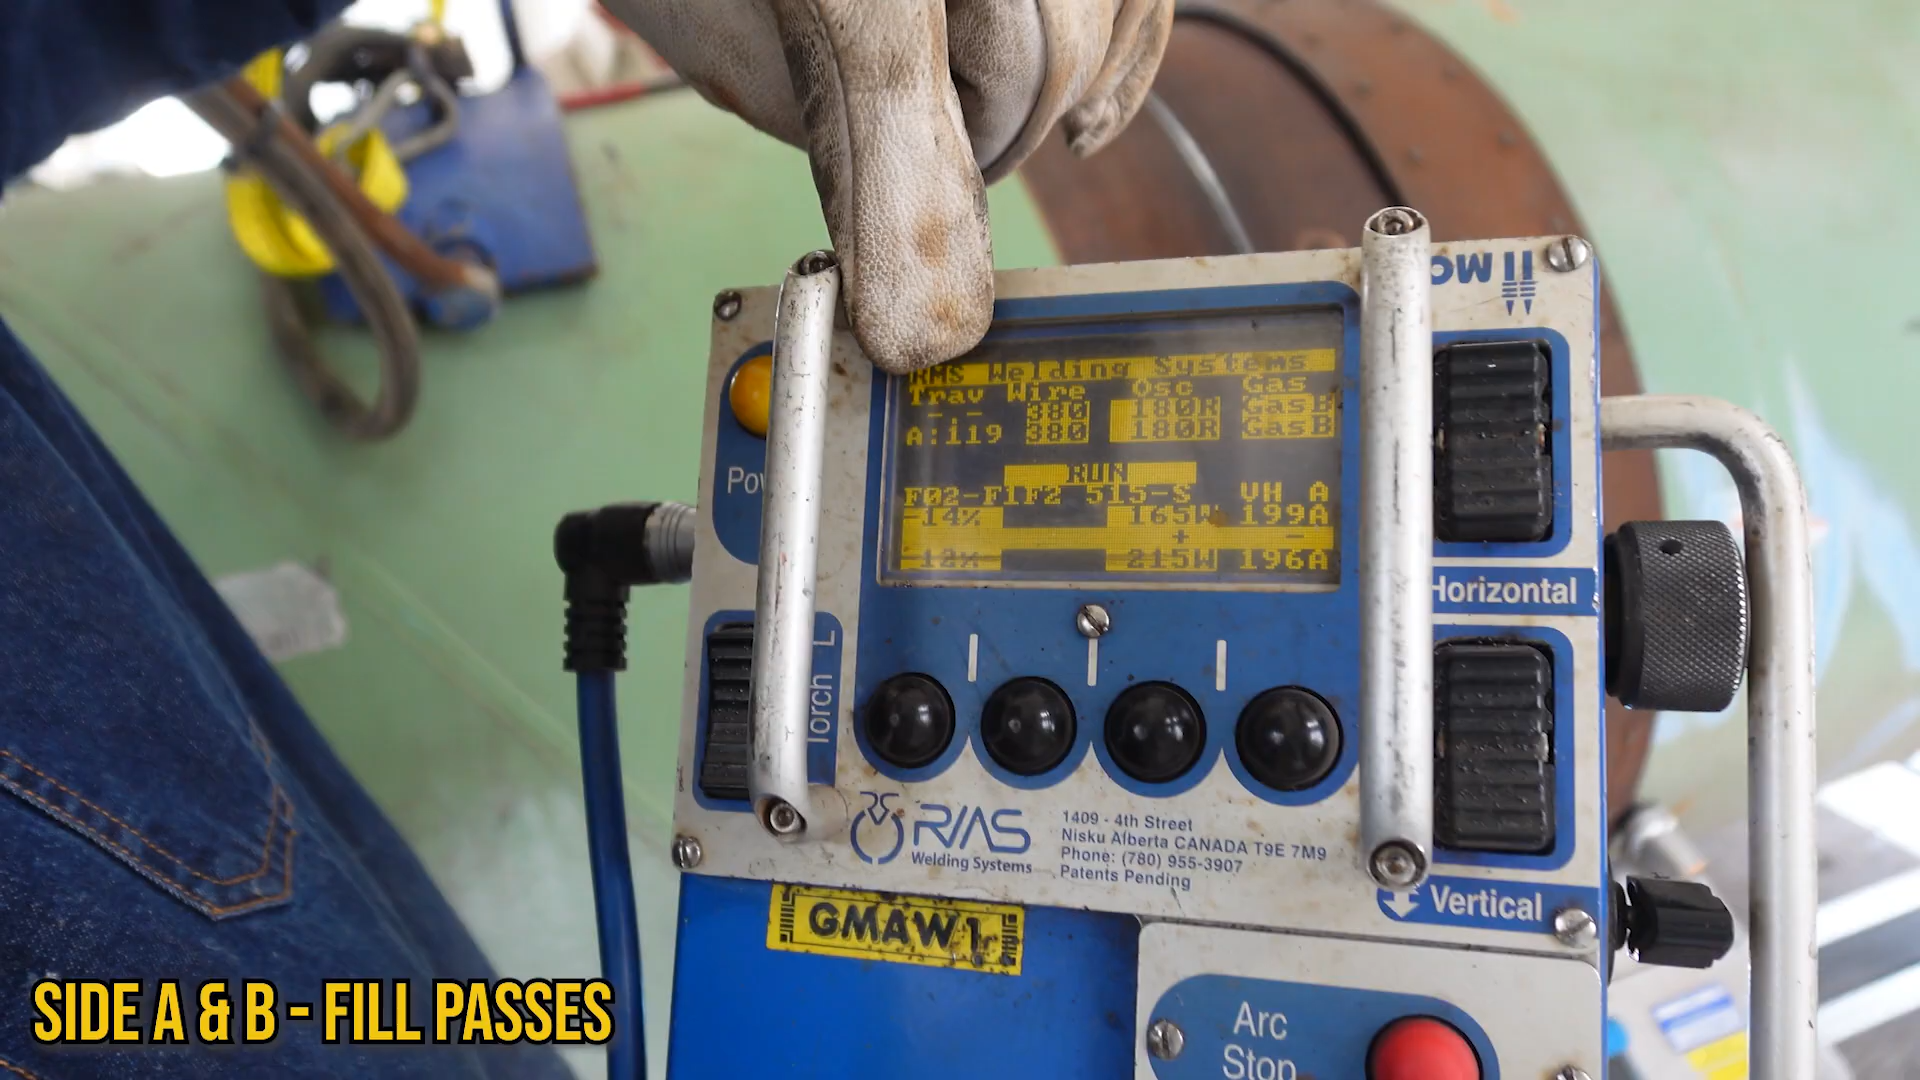 RMS Welding Systems
Trav Wire Osc Gas
-.- 380 180R GasB
A:119 380 180R GasB
RUN
F02-F1F2 515-S VH A
14% 165W 199A
+ -
12% 215W 196A
Horizontal
Torch
RMS
Welding Systems
1409 - 4th Street
Nisku Alberta CANADA T9E 7M9
Phone: (780) 955-3907
Patents Pending
Vertical
GMAW 1
Arc
Stop
SIDE A & B - FILL PASSES